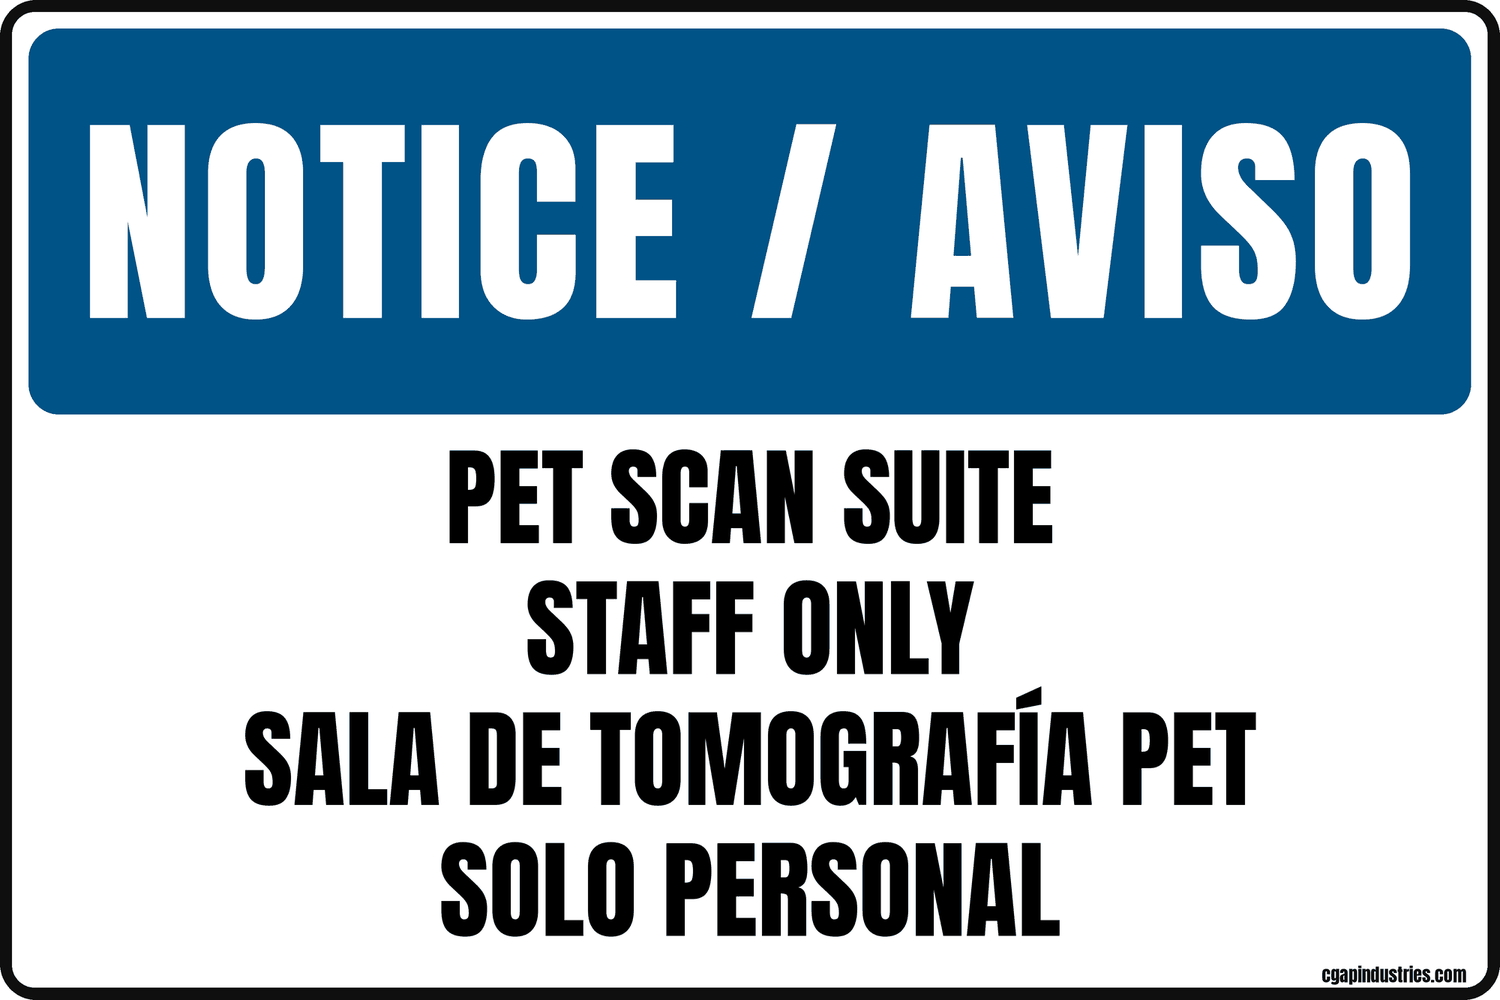 NOTICE / AVISO
PET SCAN SUITE
STAFF ONLY
SALA DE TOMOGRAFÍA PET
SOLO PERSONAL
cgapindustries.com